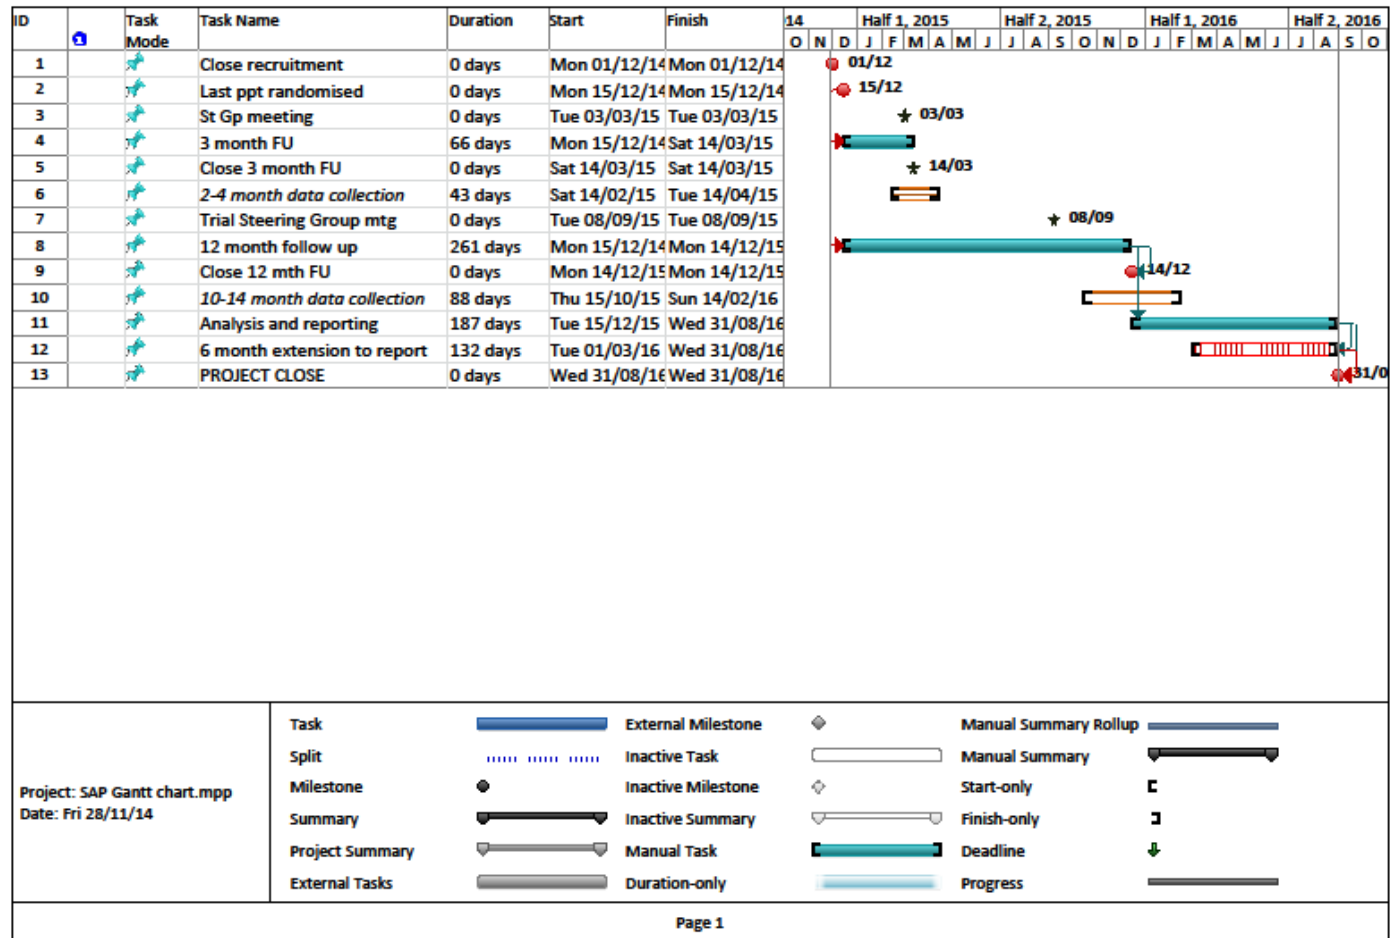 ID Task Mode Task Name Duration Start Finish 14 Half 1, 2015 Half 2, 2015 Half 1, 2016 Half 2, 2016
O N D J F M A M J J A S O N D J F M A M J J A S O
1 Close recruitment 0 days Mon 01/12/14 Mon 01/12/14 01/12
2 Last ppt randomised 0 days Mon 15/12/14 Mon 15/12/14 15/12
3 St Gp meeting 0 days Tue 03/03/15 Tue 03/03/15 03/03
4 3 month FU 66 days Mon 15/12/14 Sat 14/03/15
5 Close 3 month FU 0 days Sat 14/03/15 Sat 14/03/15 14/03
6 2-4 month data collection 43 days Sat 14/02/15 Tue 14/04/15
7 Trial Steering Group mtg 0 days Tue 08/09/15 Tue 08/09/15 08/09
8 12 month follow up 261 days Mon 15/12/14 Mon 14/12/15
9 Close 12 mth FU 0 days Mon 14/12/15 Mon 14/12/15 14/12
10 10-14 month data collection 88 days Thu 15/10/15 Sun 14/02/16
11 Analysis and reporting 187 days Tue 15/12/15 Wed 31/08/16
12 6 month extension to report 132 days Tue 01/03/16 Wed 31/08/16
13 PROJECT CLOSE 0 days Wed 31/08/16 Wed 31/08/16 31/0
Project: SAP Gantt chart.mpp
Date: Fri 28/11/14
Task External Milestone Manual Summary Rollup
Split Inactive Task Manual Summary
Milestone Inactive Milestone Start-only
Summary Inactive Summary Finish-only
Project Summary Manual Task Deadline
External Tasks Duration-only Progress
Page 1